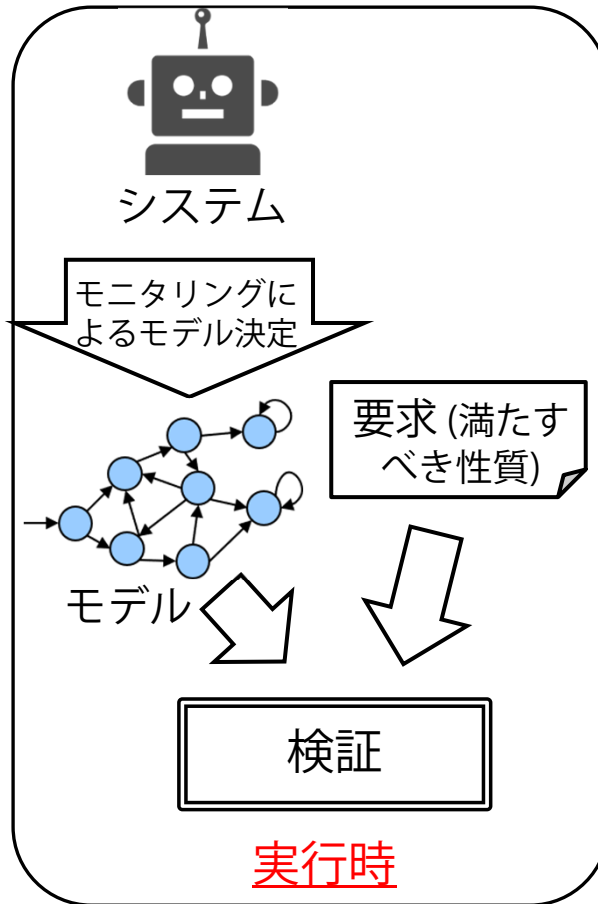 システム
モニタリングに
よるモデル決定
要求 (満たす
べき性質)
モデル
検証
実行時